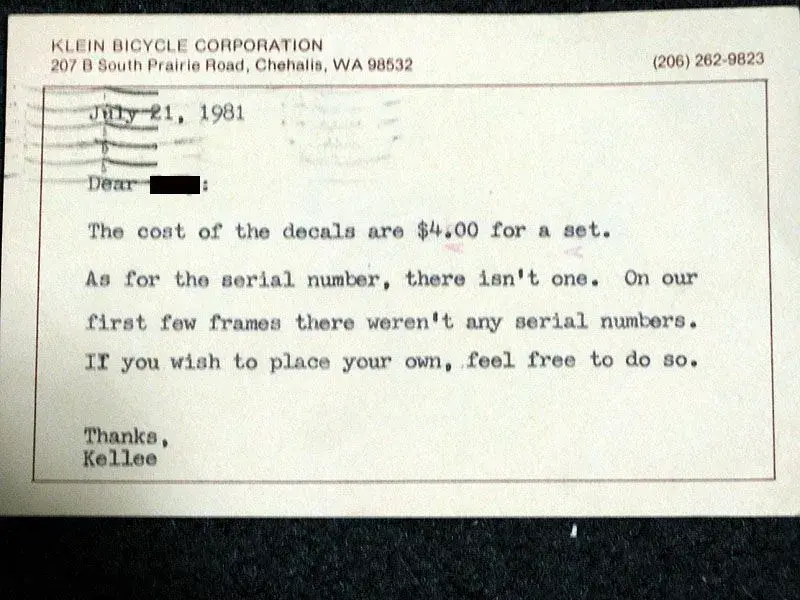 KLEIN BICYCLE CORPORATION
207 B South Prairie Road, Chehalis, WA 98532
(206) 262-9823
July 21, 1981
Dear :
The cost of the decals are $4.00 for a set.
As for the serial number, there isn't one. On our
first few frames there weren't any serial numbers.
If you wish to place your own, feel free to do so.
Thanks,
Kellee